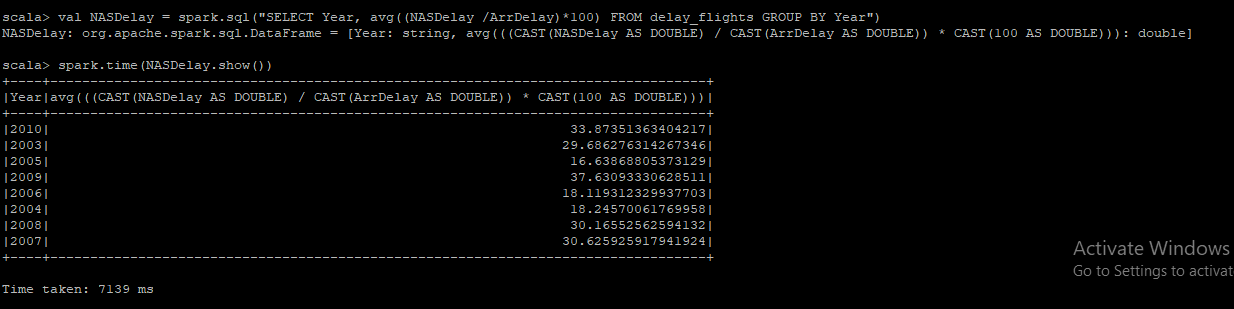 scala> val NASDelay = spark.sql("SELECT Year, avg((NASDelay /ArrDelay)*100) FROM delay_flights GROUP BY Year")
NASDelay: org.apache.spark.sql.DataFrame = [Year: string, avg(((CAST(NASDelay AS DOUBLE) / CAST(ArrDelay AS DOUBLE)) * CAST(100 AS DOUBLE))): double]
scala> spark.time(NASDelay.show())
+----+---------------------------------------------------------------------------------+
|Year|avg(((CAST(NASDelay AS DOUBLE) / CAST(ArrDelay AS DOUBLE)) * CAST(100 AS DOUBLE)))|
+----+---------------------------------------------------------------------------------+
|2010| 33.87351363404217|
|2003| 29.686276314267346|
|2005| 16.63868805373129|
|2009| 37.63093330628511|
|2006| 18.119312329937703|
|2004| 18.24570061769958|
|2008| 30.16552562594132|
|2007| 30.625925917941924|
+----+---------------------------------------------------------------------------------+
Time taken: 7139 ms
Activate Windows
Go to Settings to activat